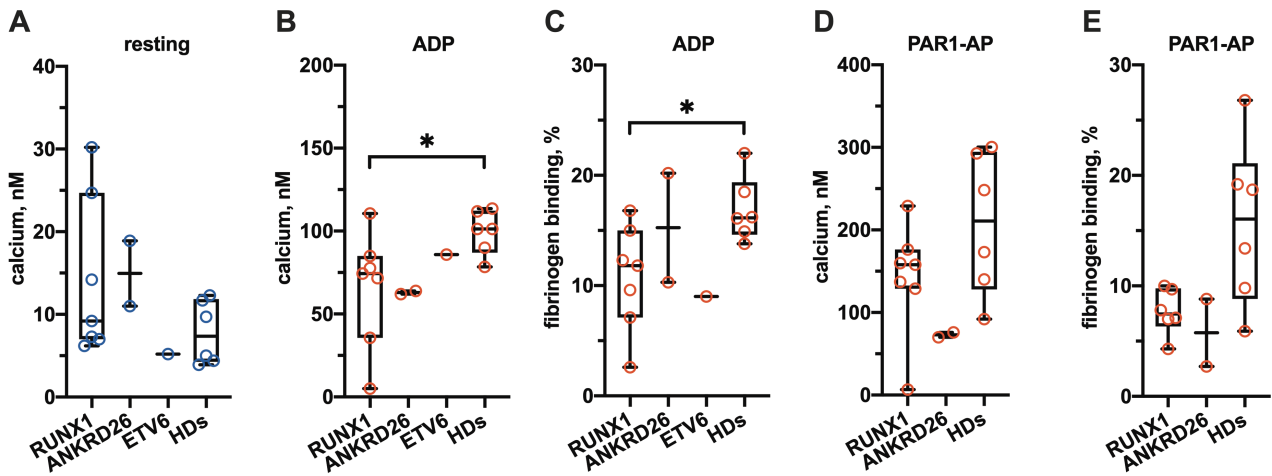 A
resting
calcium, nM
40
30
20
10
0
RUNX1
ANKRD26
ETV6
HDs
B
ADP
calcium, nM
200
150
100
50
0
*
RUNX1
ANKRD26
ETV6
HDs
C
ADP
fibrinogen binding, %
30
20
10
0
*
RUNX1
ANKRD26
ETV6
HDs
D
PAR1-AP
calcium, nM
400
300
200
100
0
RUNX1
ANKRD26
HDs
E
PAR1-AP
fibrinogen binding, %
30
20
10
0
RUNX1
ANKRD26
HDs